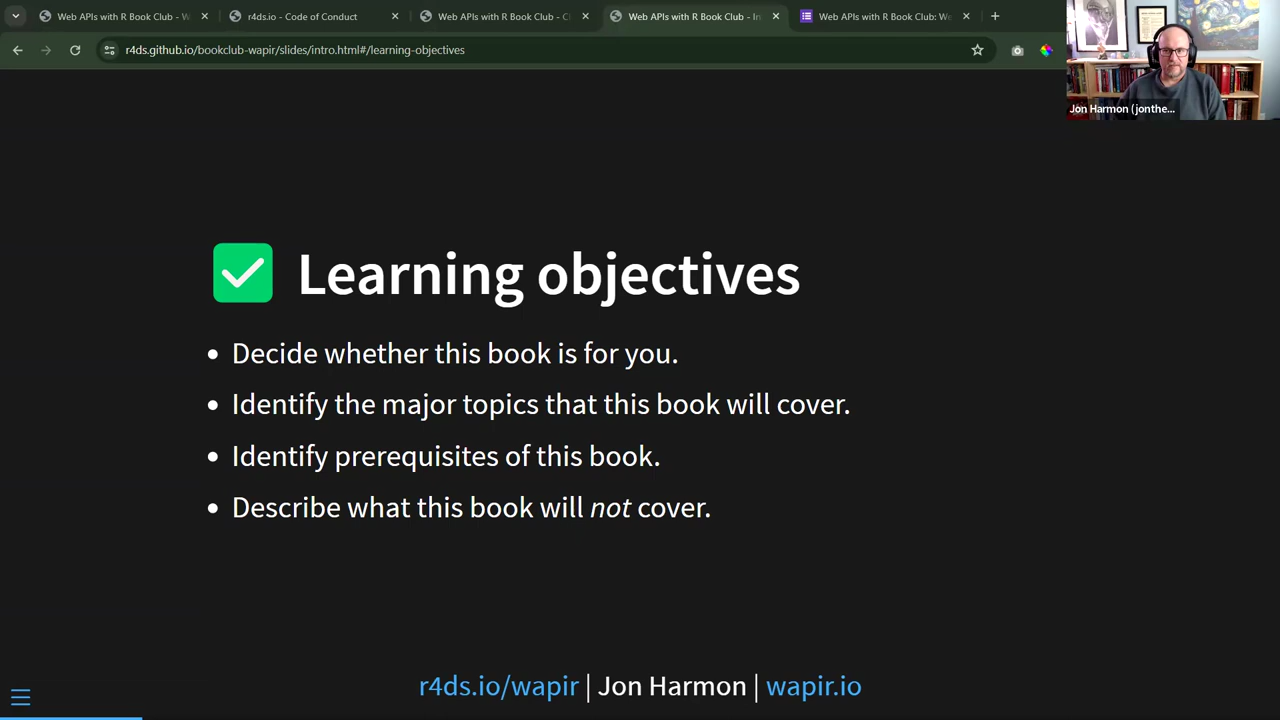 Web APIs with R Book Club - W
r4ds.io - Code of Conduct
Web APIs with R Book Club - Cl
Web APIs with R Book Club - In
Web APIs with R Book Club: We
r4ds.github.io/bookclub-wapir/slides/intro.html#/learning-objectives
Jon Harmon (jonthe...
Learning objectives
• Decide whether this book is for you.
• Identify the major topics that this book will cover.
• Identify prerequisites of this book.
• Describe what this book will not cover.
r4ds.io/wapir | Jon Harmon | wapir.io